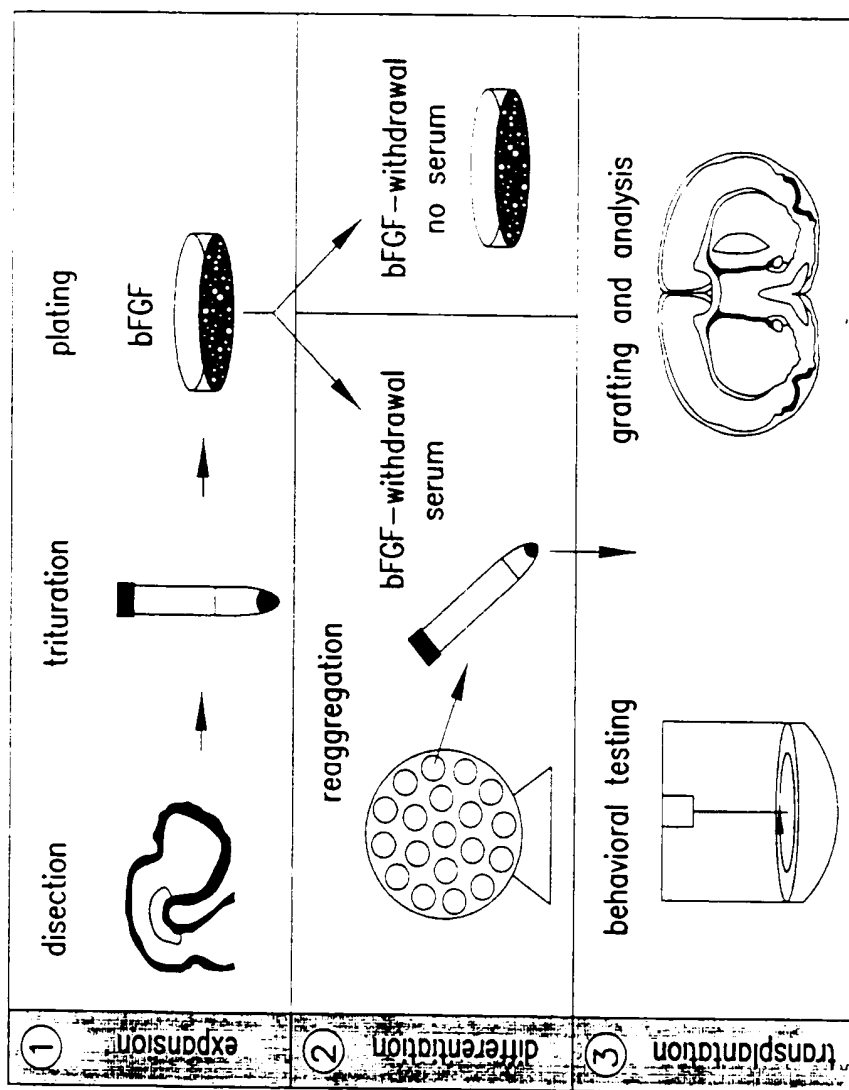 1
expansion
disection
trituration
plating
bFGF
2
differentiation
reaggregation
bFGF-withdrawal
serum
bFGF-withdrawal
no serum
3
transplantation
behavioral testing
grafting and analysis